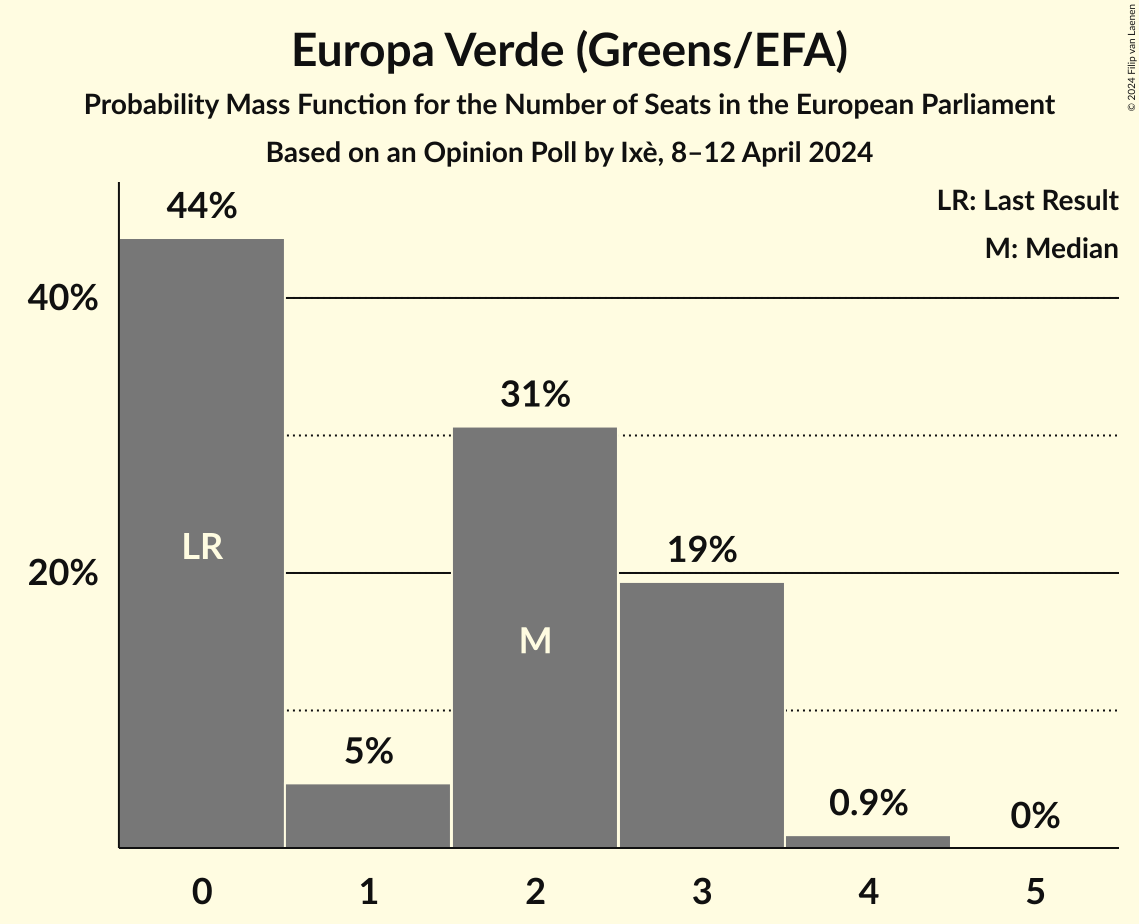 Europa Verde (Greens/EFA)
Probability Mass Function for the Number of Seats in the European Parliament
Based on an Opinion Poll by Ixè, 8–12 April 2024
© 2024 Filip van Laenen
LR: Last Result
M: Median
44%
40%
31%
LR
19%
20%
M
5%
0.9%
0%
0 1 2 3 4 5